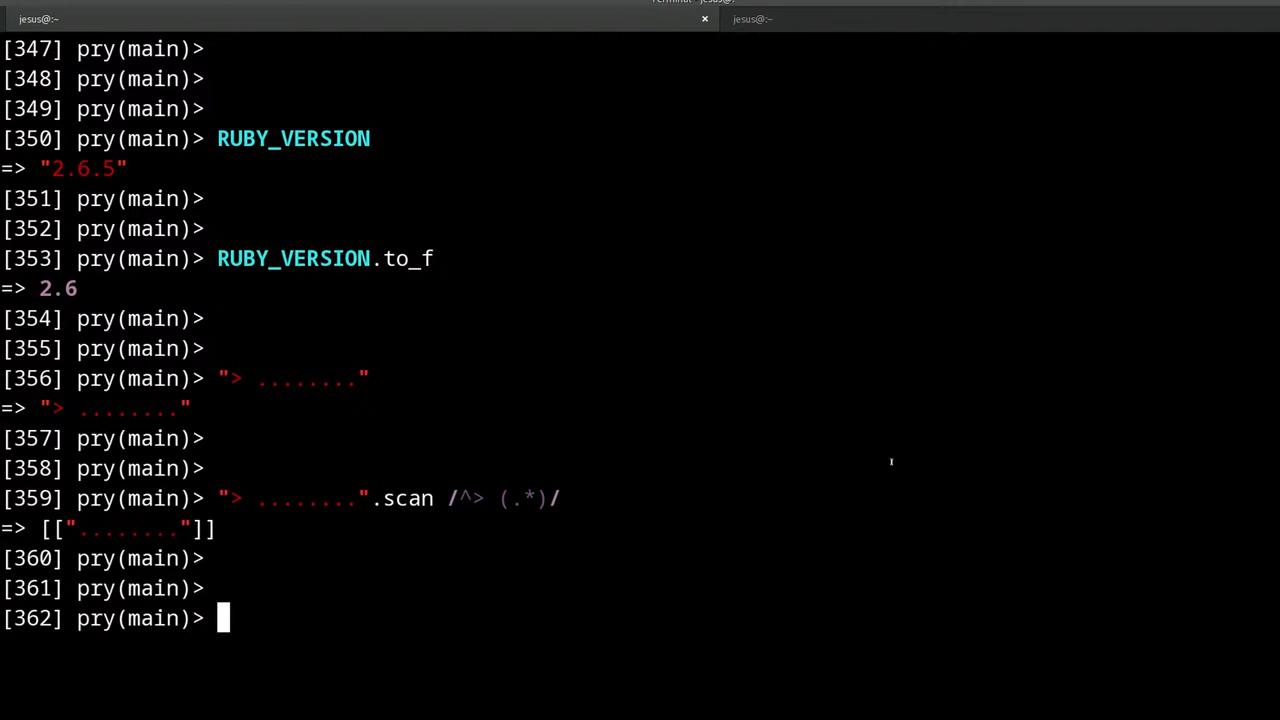 jesus@:~ × jesus@:~
[347] pry(main)>
[348] pry(main)>
[349] pry(main)>
[350] pry(main)> RUBY_VERSION
=> "2.6.5"
[351] pry(main)>
[352] pry(main)>
[353] pry(main)> RUBY_VERSION.to_f
=> 2.6
[354] pry(main)>
[355] pry(main)>
[356] pry(main)> "> ........"
=> "> ........"
[357] pry(main)>
[358] pry(main)>
[359] pry(main)> "> ........".scan /^> (.*)/
=> [["........"]]
[360] pry(main)>
[361] pry(main)>
[362] pry(main)>